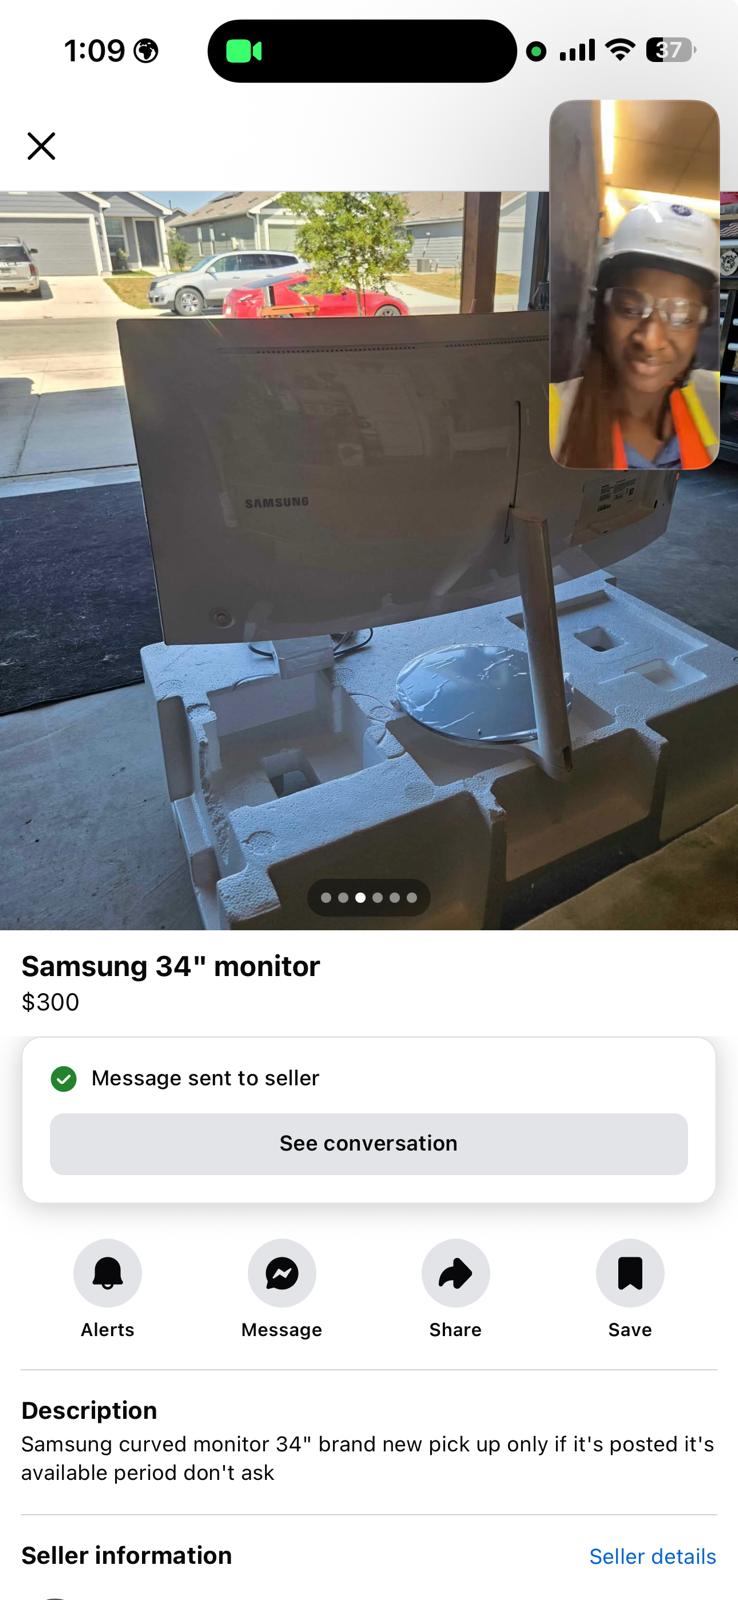 1:09
37
SAMSUNG
Samsung 34" monitor
$300
Message sent to seller
See conversation
Alerts
Message
Share
Save
Description
Samsung curved monitor 34" brand new pick up only if it's posted it's
available period don't ask
Seller information
Seller details